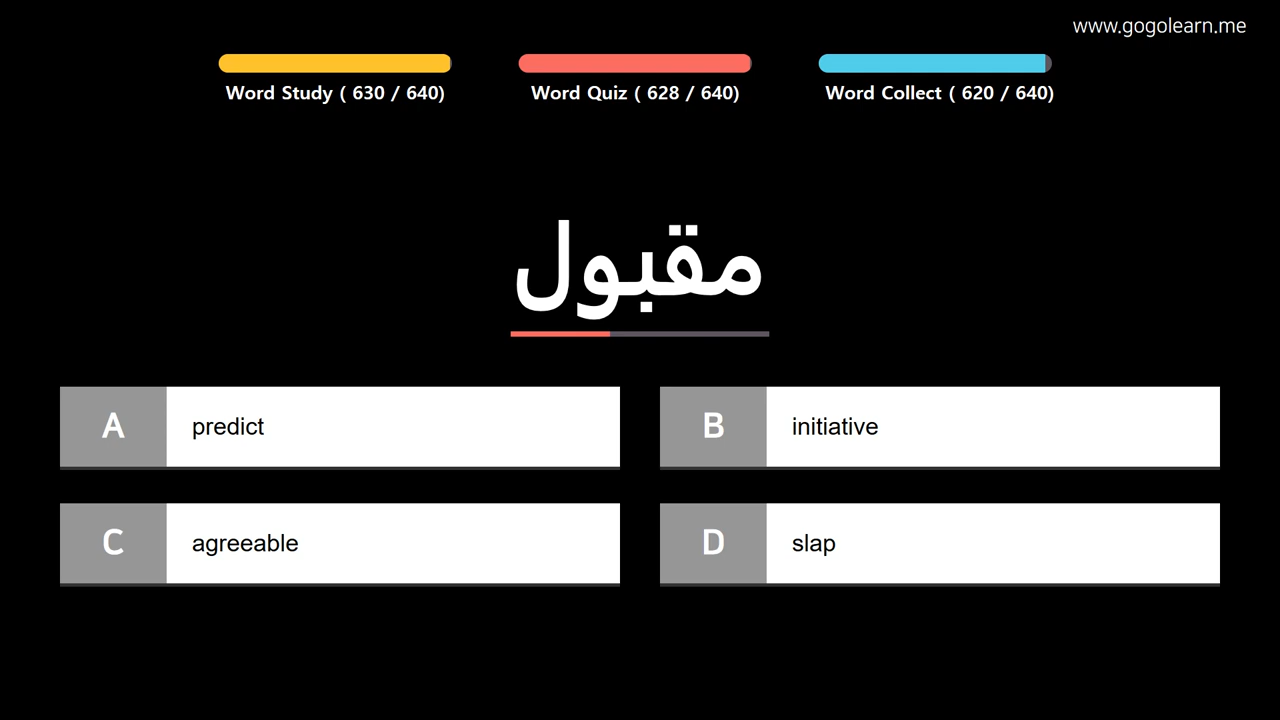 www.gogolearn.me
Word Study ( 630 / 640)
Word Quiz ( 628 / 640)
Word Collect ( 620 / 640)
مقبول
A
predict
B
initiative
C
agreeable
D
slap